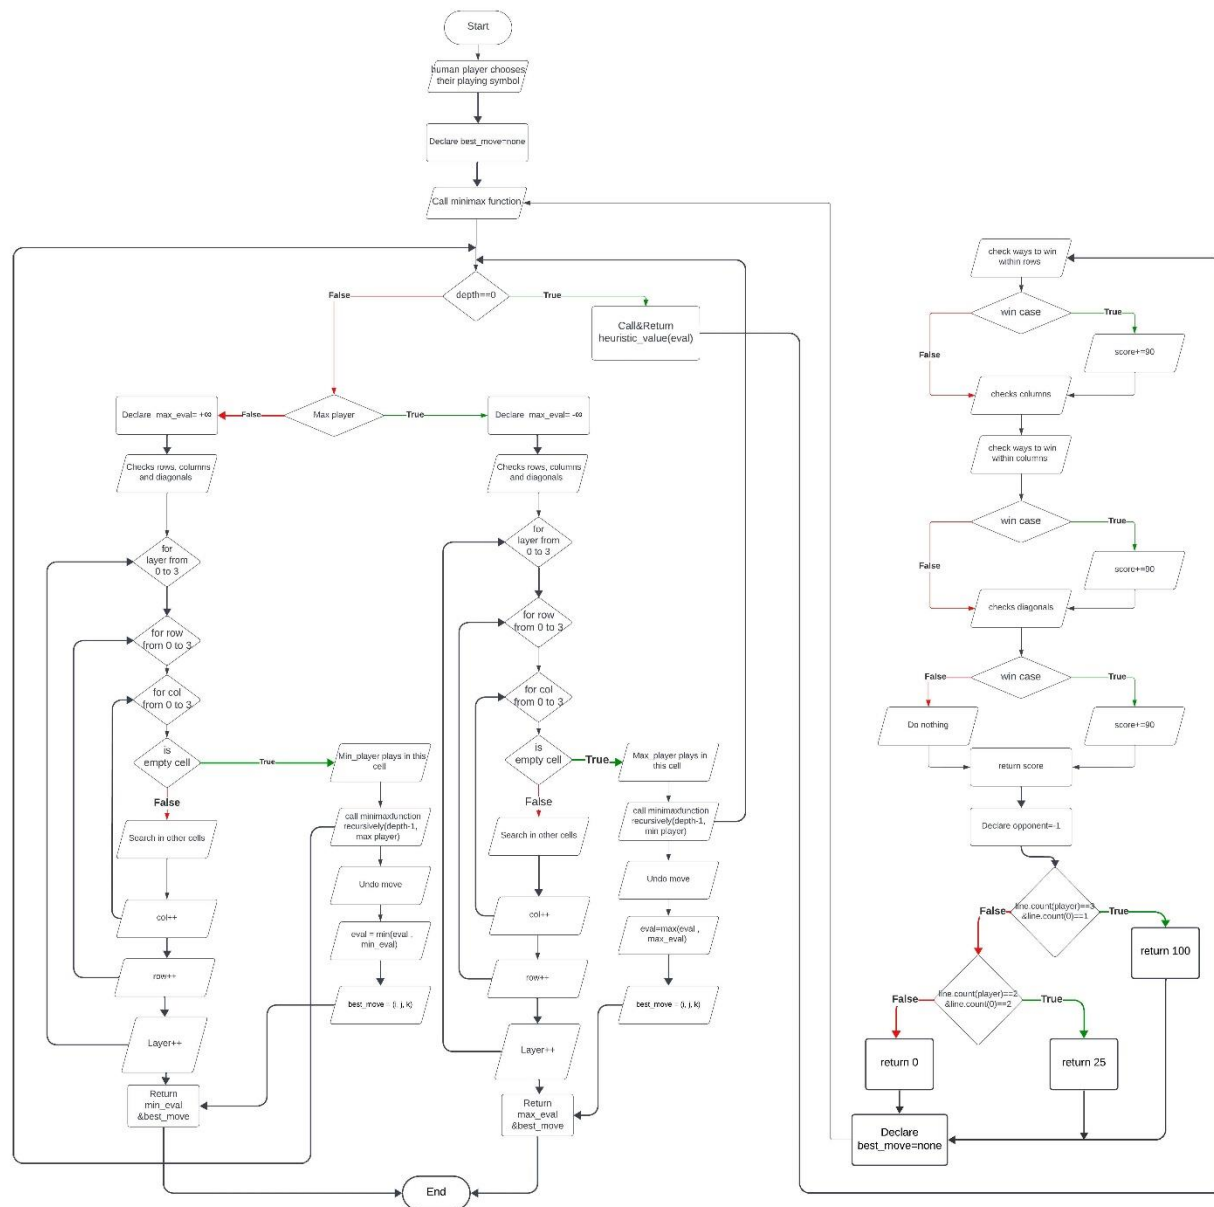 Start
human player chooses
their playing symbol
Declare best_move=none
Call minimax function
depth==0
False
True
Call&Return
heuristic_value(eval)
Max player
False
True
Declare max_eval= +∞
Checks rows, columns
and diagonals
for
layer from
0 to 3
for row
from 0 to 3
for col
from 0 to 3
is
empty cell
True
False
Min_player plays in this
cell
call minimaxfunction
recursively(depth-1,
max player)
Undo move
eval = min(eval ,
min_eval)
best_move = (i, j, k)
Search in other cells
col++
row++
Layer++
Return
min_eval
&best_move
Declare max_eval= -∞
Checks rows, columns
and diagonals
for
layer from
0 to 3
for row
from 0 to 3
for col
from 0 to 3
is
empty cell
True
False
Max_player plays in
this cell
call minimaxfunction
recursively(depth-1,
min player)
Undo move
eval=max(eval ,
max_eval)
best_move = (i, j, k)
Search in other cells
col++
row++
Layer++
Return
max_eval
&best_move
End
check ways to win
within rows
win case
True
False
score+=90
checks columns
check ways to win
within columns
win case
True
False
score+=90
checks diagonals
win case
False
True
Do nothing
score+=90
return score
Declare opponent=-1
line.count(player)==3
&line.count(0)==1
False
True
return 100
line.count(player)==2
&line.count(0)==2
False
True
return 0
return 25
Declare
best_move=none